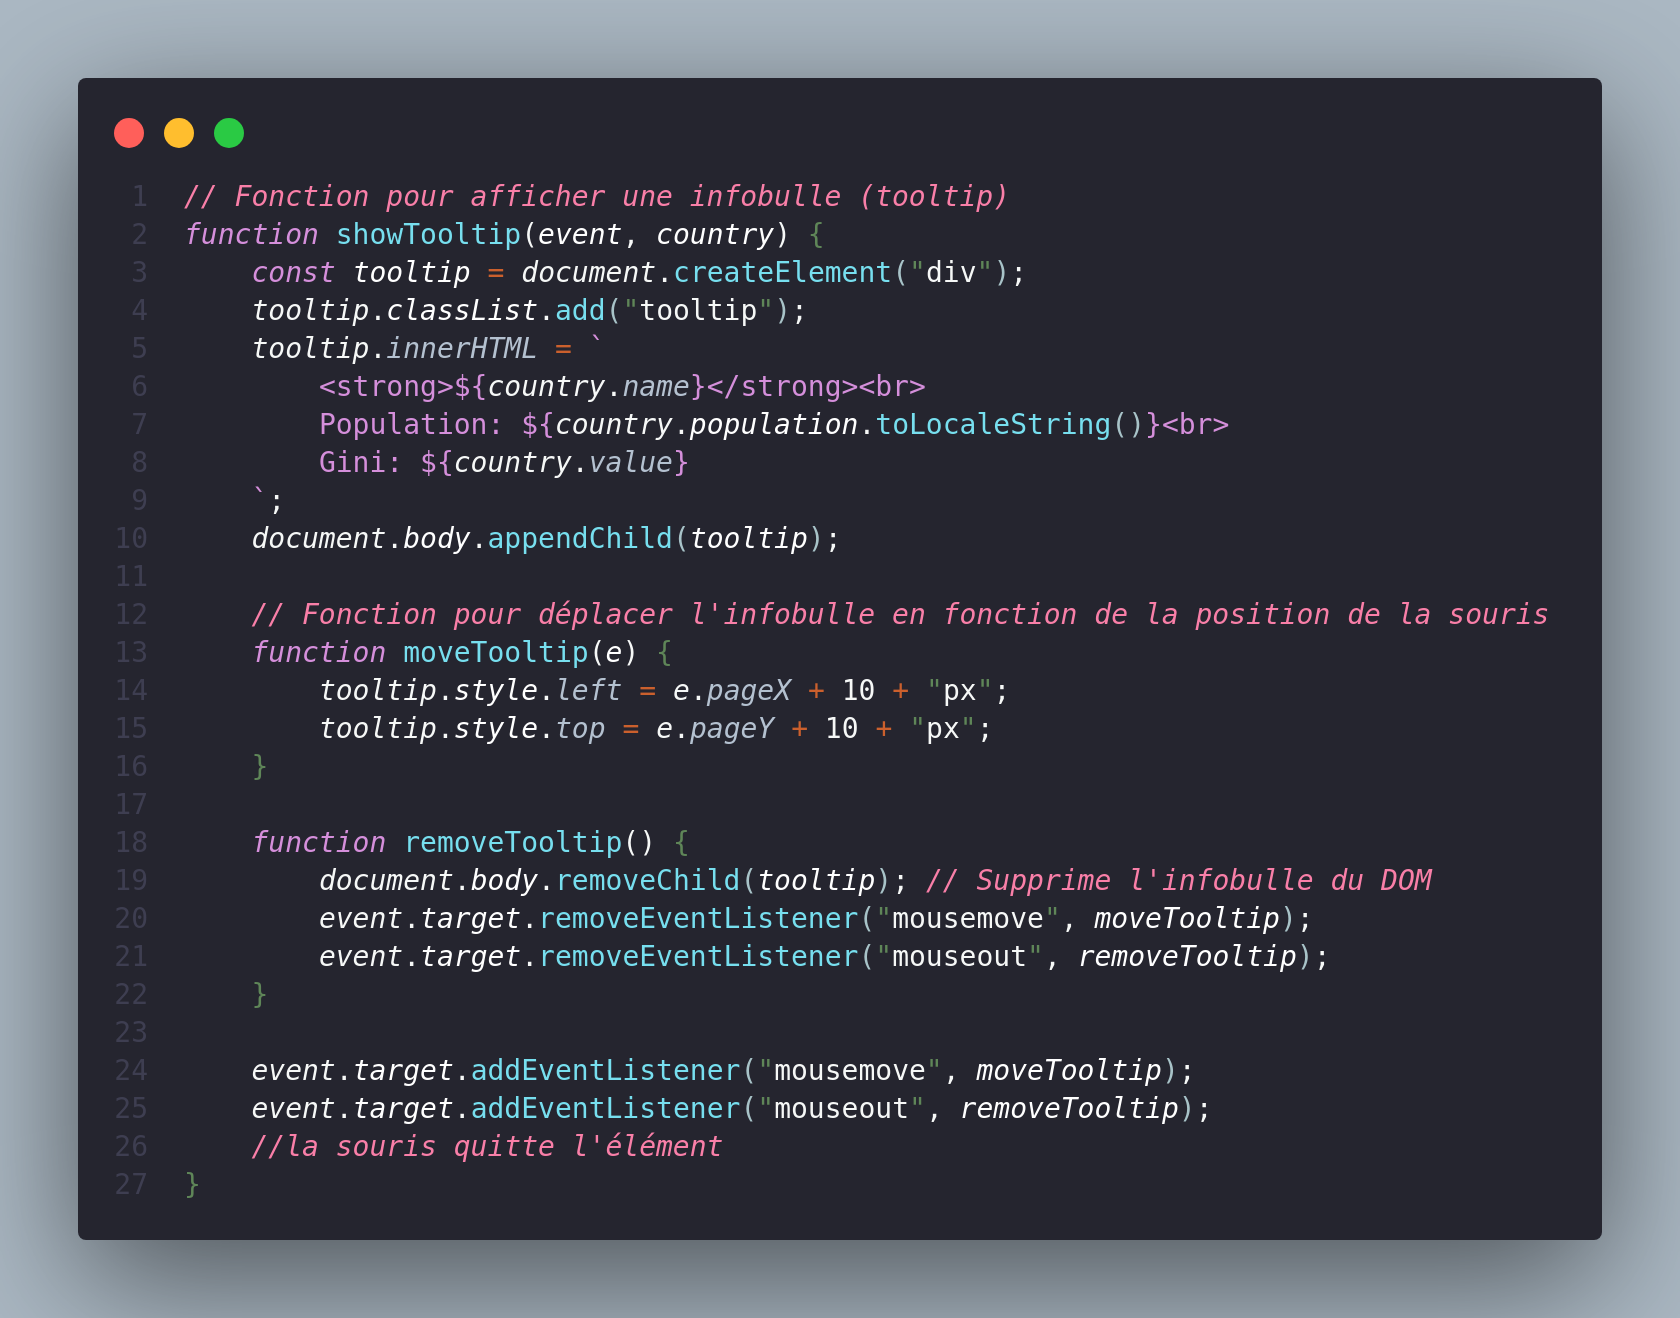 1 // Fonction pour afficher une infobulle (tooltip)
2 function showTooltip(event, country) {
3     const tooltip = document.createElement("div");
4     tooltip.classList.add("tooltip");
5     tooltip.innerHTML = `
6         <strong>${country.name}</strong><br>
7         Population: ${country.population.toLocaleString()}<br>
8         Gini: ${country.value}
9     `;
10     document.body.appendChild(tooltip);
11
12     // Fonction pour déplacer l'infobulle en fonction de la position de la souris
13     function moveTooltip(e) {
14         tooltip.style.left = e.pageX + 10 + "px";
15         tooltip.style.top = e.pageY + 10 + "px";
16     }
17
18     function removeTooltip() {
19         document.body.removeChild(tooltip); // Supprime l'infobulle du DOM
20         event.target.removeEventListener("mousemove", moveTooltip);
21         event.target.removeEventListener("mouseout", removeTooltip);
22     }
23
24     event.target.addEventListener("mousemove", moveTooltip);
25     event.target.addEventListener("mouseout", removeTooltip);
26     //la souris quitte l'élément
27 }